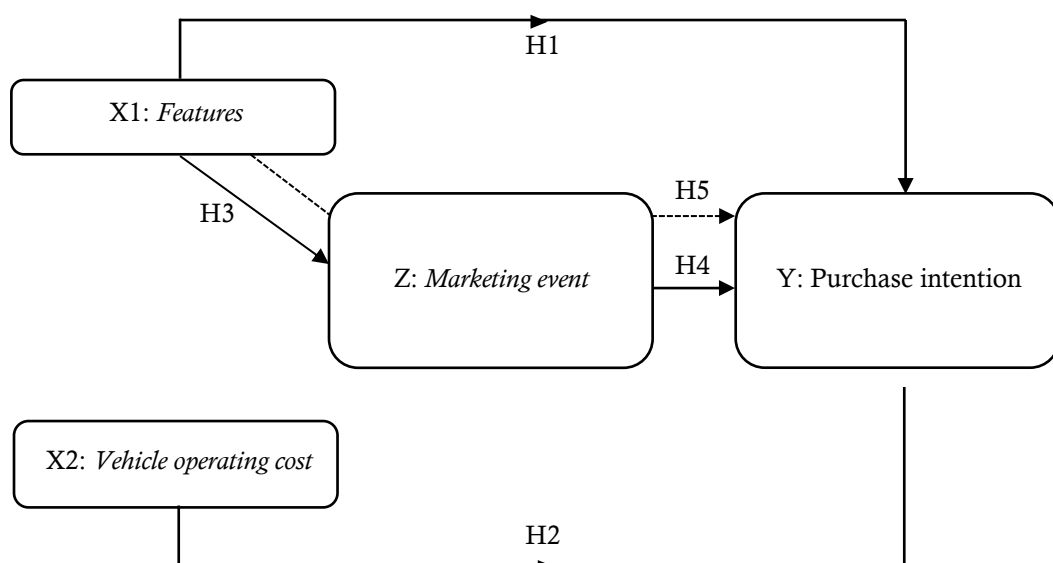 H1
X1: Features
H3
H5
Z: Marketing event
H4
Y: Purchase intention
X2: Vehicle operating cost
H2